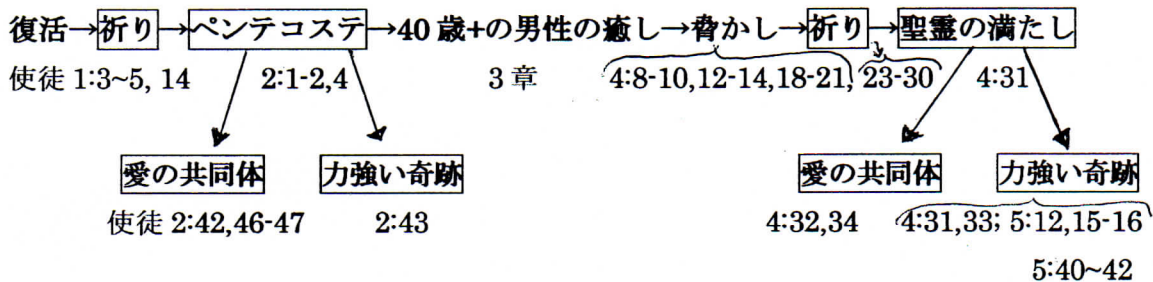 復活→祈り→ペンテコステ→40 歳+の男性の癒し→脅かし→祈り→聖霊の満たし
使徒 1:3~5, 14 2:1-2,4 3 章 4:8-10,12-14,18-21, 23-30 4:31
愛の共同体 力強い奇跡 愛の共同体 力強い奇跡
使徒 2:42,46-47 2:43 4:32,34 4:31,33; 5:12,15-16
5:40~42